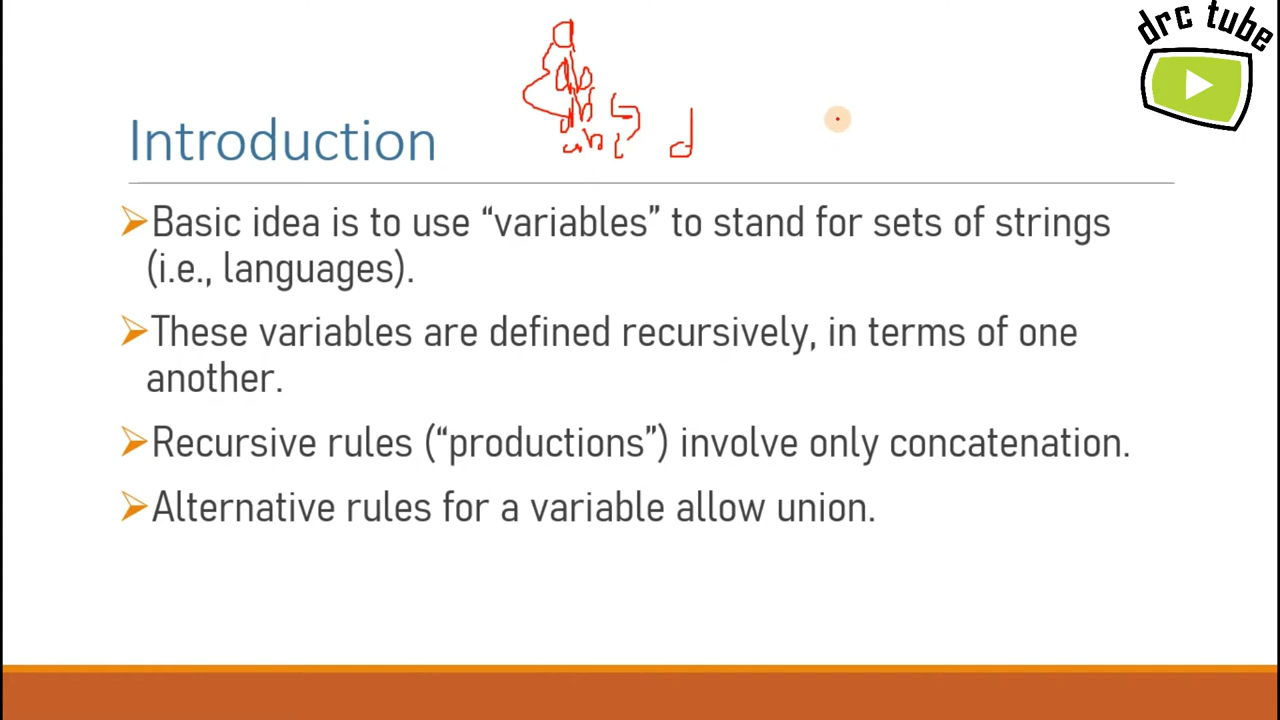 drc tube
Introduction
Basic idea is to use “variables” to stand for sets of strings
(i.e., languages).
These variables are defined recursively, in terms of one
another.
Recursive rules (“productions”) involve only concatenation.
Alternative rules for a variable allow union.